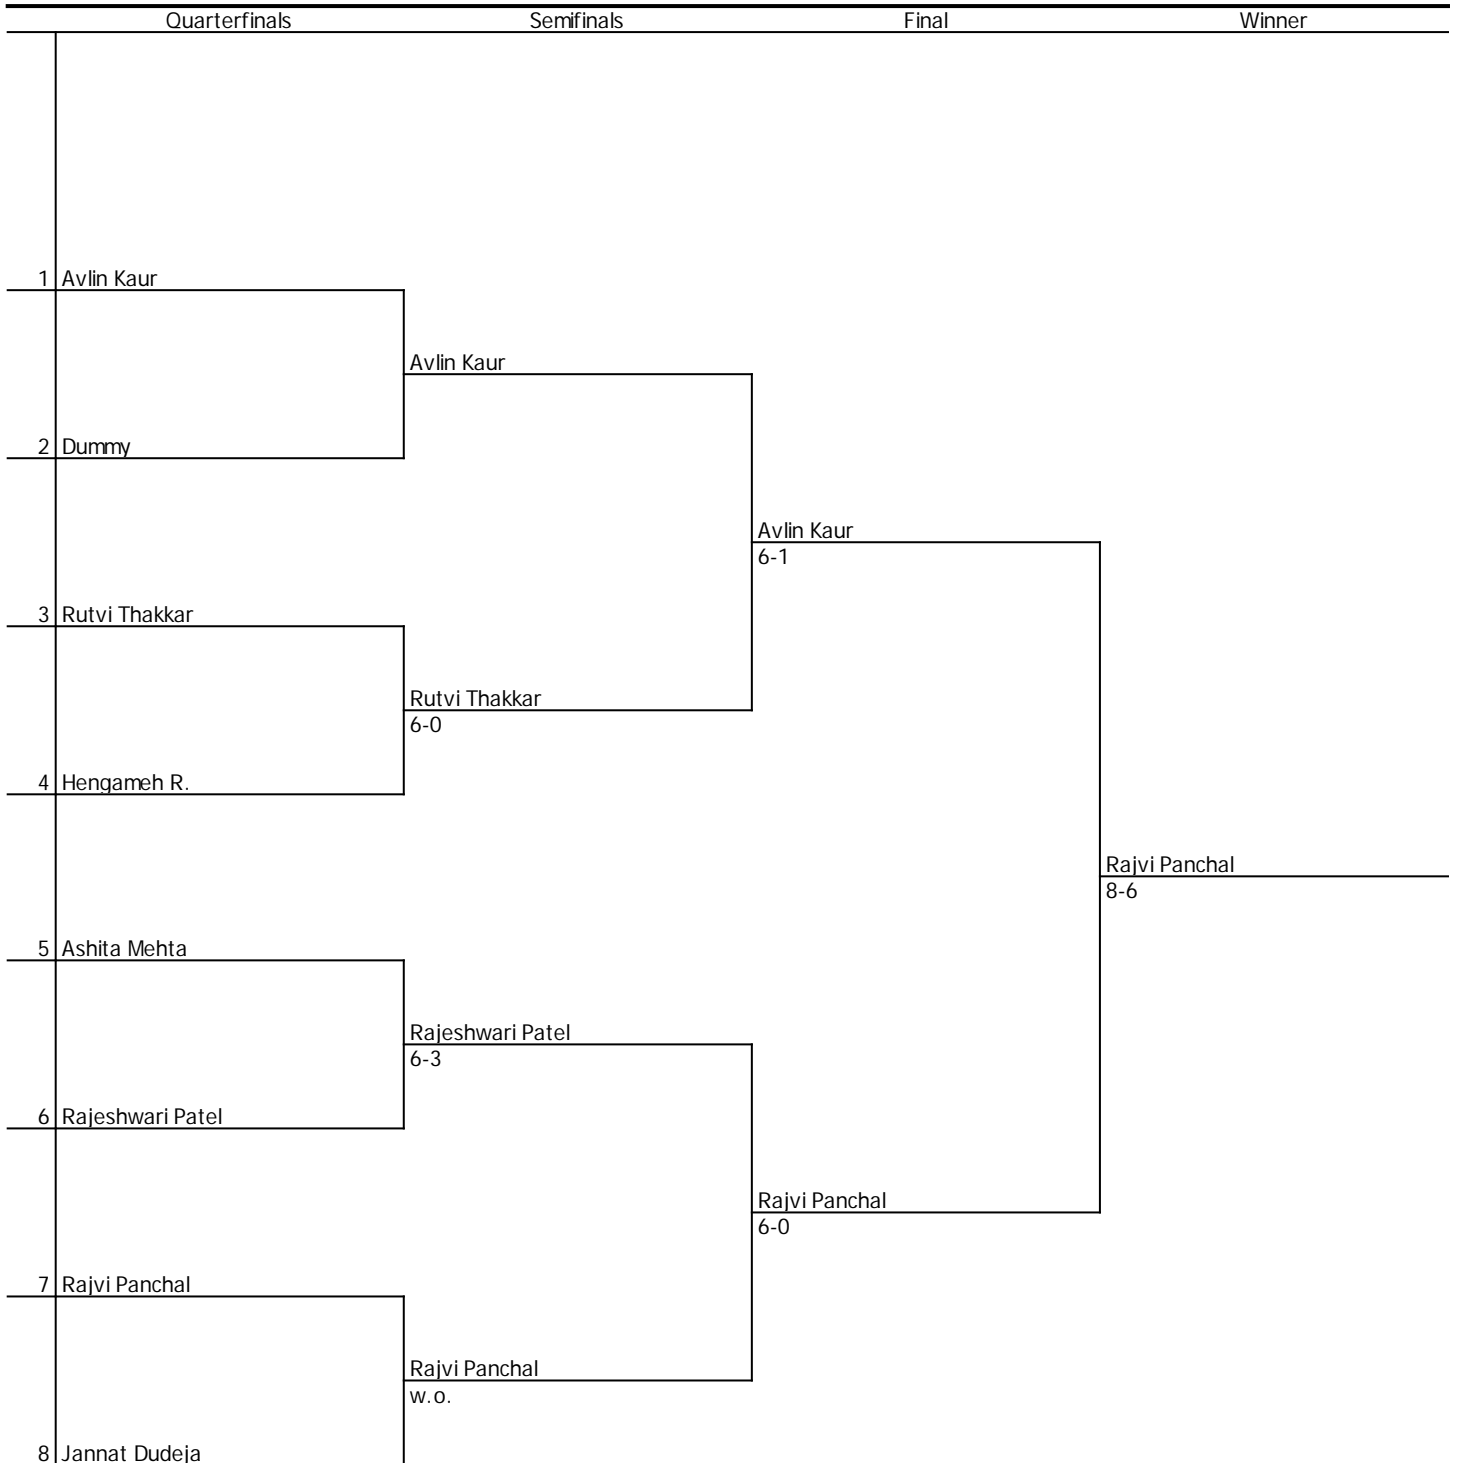 Quarterfinals Semifinals Final Winner
1 Avlin Kaur
Avlin Kaur
2 Dummy
Avlin Kaur
6-1
3 Rutvi Thakkar
Rutvi Thakkar
6-0
4 Hengameh R.
Rajvi Panchal
8-6
5 Ashita Mehta
Rajeshwari Patel
6-3
6 Rajeshwari Patel
Rajvi Panchal
6-0
7 Rajvi Panchal
Rajvi Panchal
w.o.
8 Jannat Dudeja